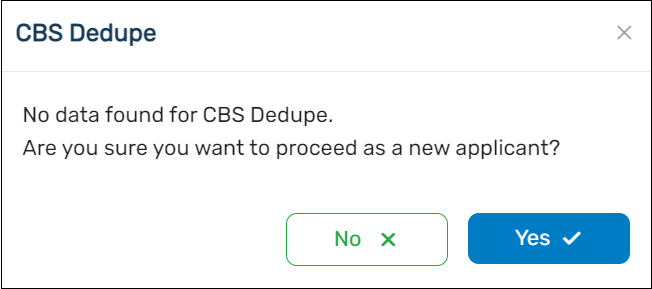 CBS Dedupe
No data found for CBS Dedupe.
Are you sure you want to proceed as a new applicant?
No
Yes